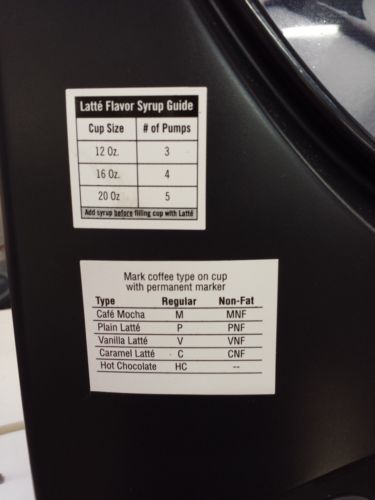 Latté Flavor Syrup Guide
Cup Size # of Pumps
12 Oz. 3
16 Oz. 4
20 Oz 5
Add syrup before filling cup with Latté
Mark coffee type on cup
with permanent marker
Type Regular Non-Fat
Café Mocha M MNF
Plain Latté P PNF
Vanilla Latté V VNF
Caramel Latté C CNF
Hot Chocolate HC --